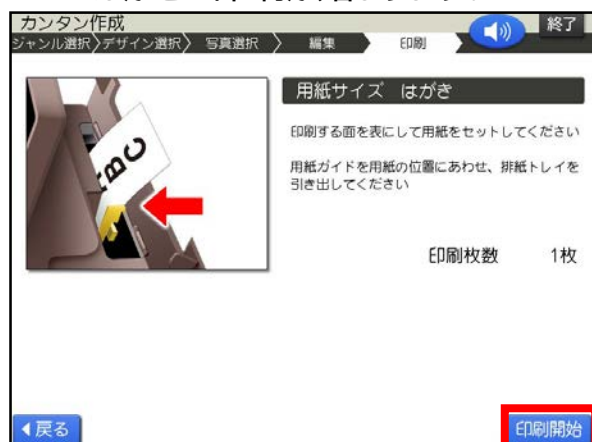 カンタン作成
終了
ジャンル選択〉デザイン選択〉 写真選択 〉 編集 印刷
用紙サイズ はがき
ABC
印刷する面を表にして用紙をセットしてください
用紙ガイドを用紙の位置にあわせ、排紙トレイを
引き出してください
印刷枚数 1枚
戻る
印刷開始